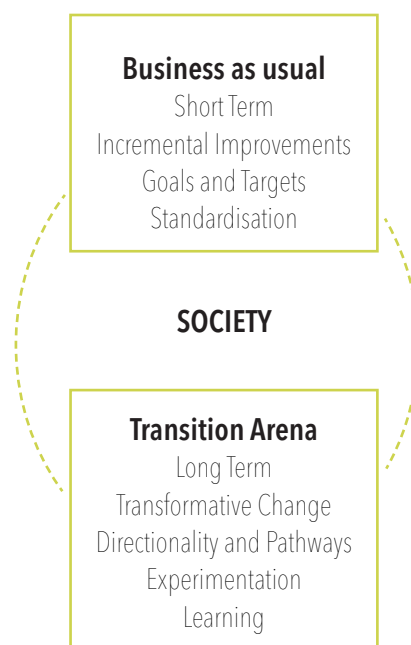 Business as usual
Short Term
Incremental Improvements
Goals and Targets
Standardisation
SOCIETY
Transition Arena
Long Term
Transformative Change
Directionality and Pathways
Experimentation
Learning